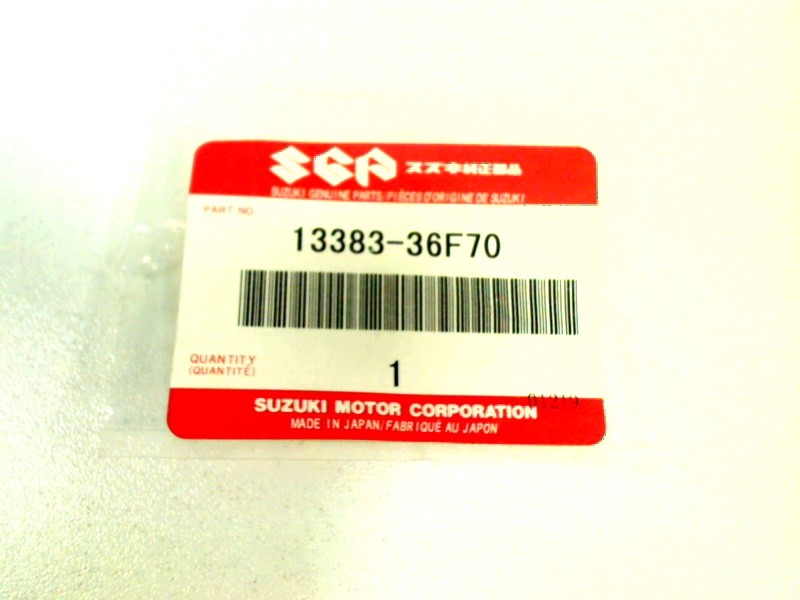 SGP スズキ純正部品
SUZUKI GENUINE PARTS/PIÈCES D'ORIGINE DE SUZUKI
PART NO.
13383-36F70
QUANTITY
(QUANTITÉ)
1
SUZUKI MOTOR CORPORATION
MADE IN JAPAN/FABRIQUÉ AU JAPON